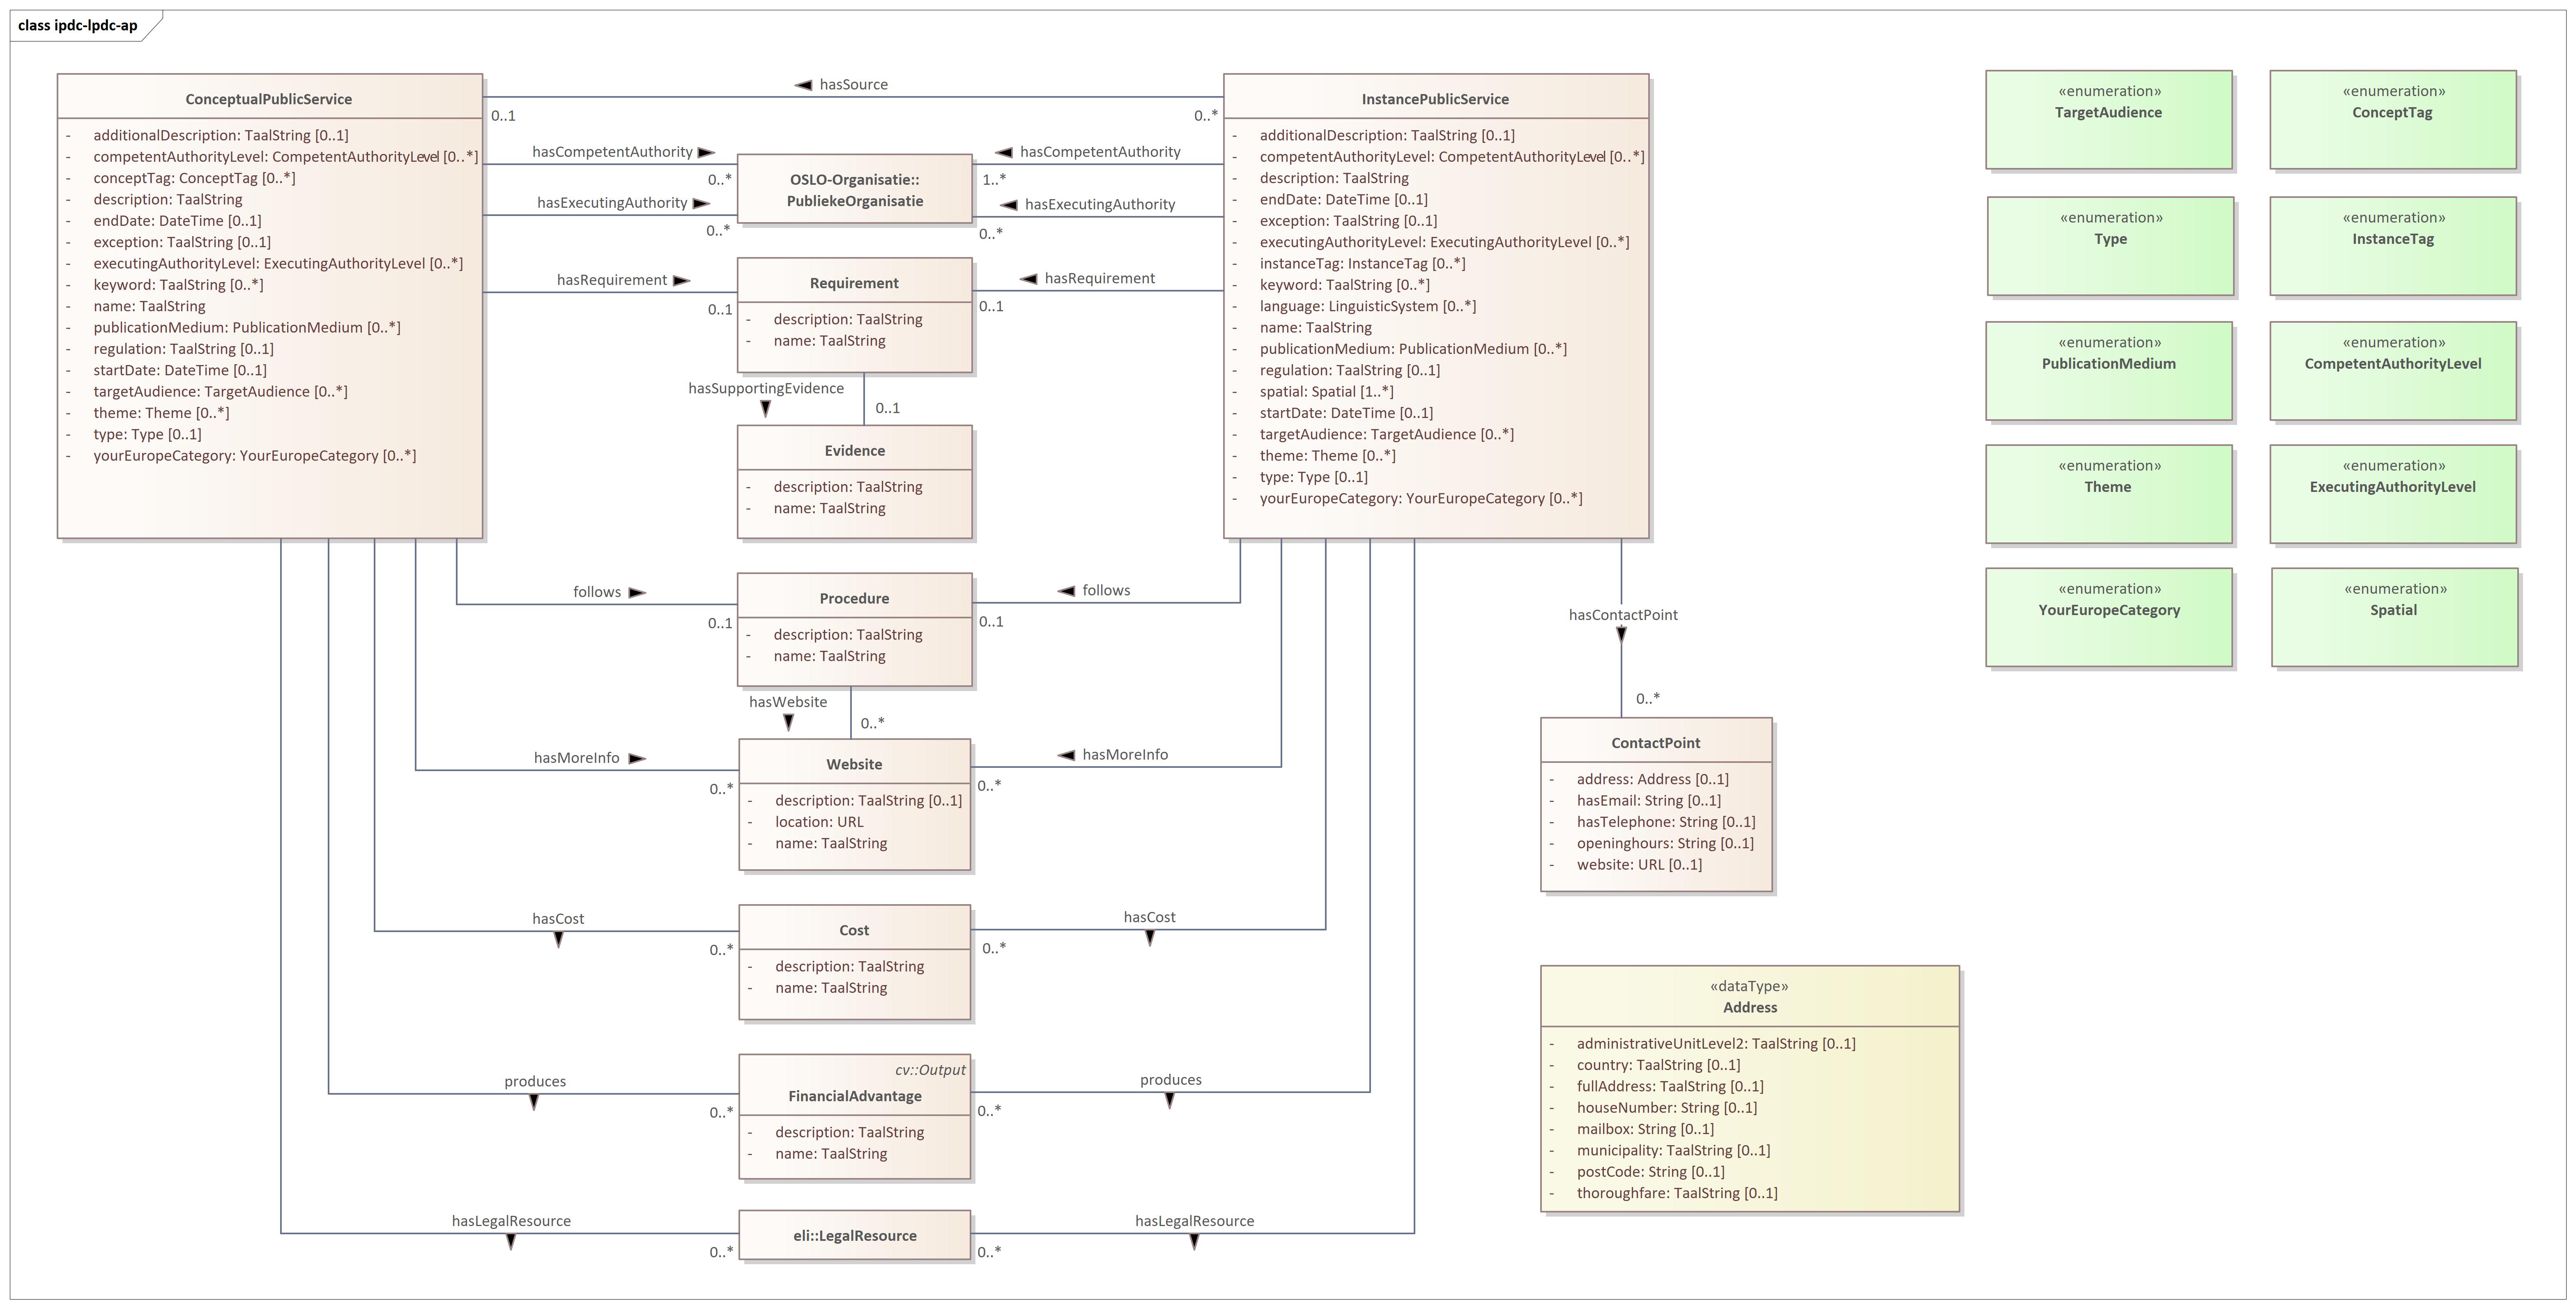 class ipdc-lpdc-ap
ConceptualPublicService
- additionalDescription: TaalString [0..1]
- competentAuthorityLevel: CompetentAuthorityLevel [0..*]
- conceptTag: ConceptTag [0..*]
- description: TaalString
- endDate: DateTime [0..1]
- exception: TaalString [0..1]
- executingAuthorityLevel: ExecutingAuthorityLevel [0..*]
- keyword: TaalString [0..*]
- name: TaalString
- publicationMedium: PublicationMedium [0..*]
- regulation: TaalString [0..1]
- startDate: DateTime [0..1]
- targetAudience: TargetAudience [0..*]
- theme: Theme [0..*]
- type: Type [0..1]
- yourEuropeCategory: YourEuropeCategory [0..*]
hasSource
0..1
0..*
hasCompetentAuthority
0..*
hasExecutingAuthority
0..*
OSLO-Organisatie::
PubliekeOrganisatie
hasCompetentAuthority
1..*
hasExecutingAuthority
0..*
hasRequirement
0..1
Requirement
- description: TaalString
- name: TaalString
hasRequirement
0..1
hasSupportingEvidence
0..1
Evidence
- description: TaalString
- name: TaalString
InstancePublicService
- additionalDescription: TaalString [0..1]
- competentAuthorityLevel: CompetentAuthorityLevel [0..*]
- description: TaalString
- endDate: DateTime [0..1]
- exception: TaalString [0..1]
- executingAuthorityLevel: ExecutingAuthorityLevel [0..*]
- instanceTag: InstanceTag [0..*]
- keyword: TaalString [0..*]
- language: LinguisticSystem [0..*]
- name: TaalString
- publicationMedium: PublicationMedium [0..*]
- regulation: TaalString [0..1]
- spatial: Spatial [1..*]
- startDate: DateTime [0..1]
- targetAudience: TargetAudience [0..*]
- theme: Theme [0..*]
- type: Type [0..1]
- yourEuropeCategory: YourEuropeCategory [0..*]
follows
0..1
Procedure
- description: TaalString
- name: TaalString
follows
0..1
hasWebsite
0..*
hasMoreInfo
0..*
Website
- description: TaalString [0..1]
- location: URL
- name: TaalString
hasMoreInfo
0..*
hasCost
0..*
Cost
- description: TaalString
- name: TaalString
hasCost
0..*
produces
0..*
cv::Output
FinancialAdvantage
- description: TaalString
- name: TaalString
produces
0..*
hasLegalResource
0..*
eli::LegalResource
hasLegalResource
0..*
hasContactPoint
0..*
ContactPoint
- address: Address [0..1]
- hasEmail: String [0..1]
- hasTelephone: String [0..1]
- openinghours: String [0..1]
- website: URL [0..1]
«dataType»
Address
- administrativeUnitLevel2: TaalString [0..1]
- country: TaalString [0..1]
- fullAddress: TaalString [0..1]
- houseNumber: String [0..1]
- mailbox: String [0..1]
- municipality: TaalString [0..1]
- postCode: String [0..1]
- thoroughfare: TaalString [0..1]
«enumeration»
TargetAudience
«enumeration»
ConceptTag
«enumeration»
Type
«enumeration»
InstanceTag
«enumeration»
PublicationMedium
«enumeration»
CompetentAuthorityLevel
«enumeration»
Theme
«enumeration»
ExecutingAuthorityLevel
«enumeration»
YourEuropeCategory
«enumeration»
Spatial